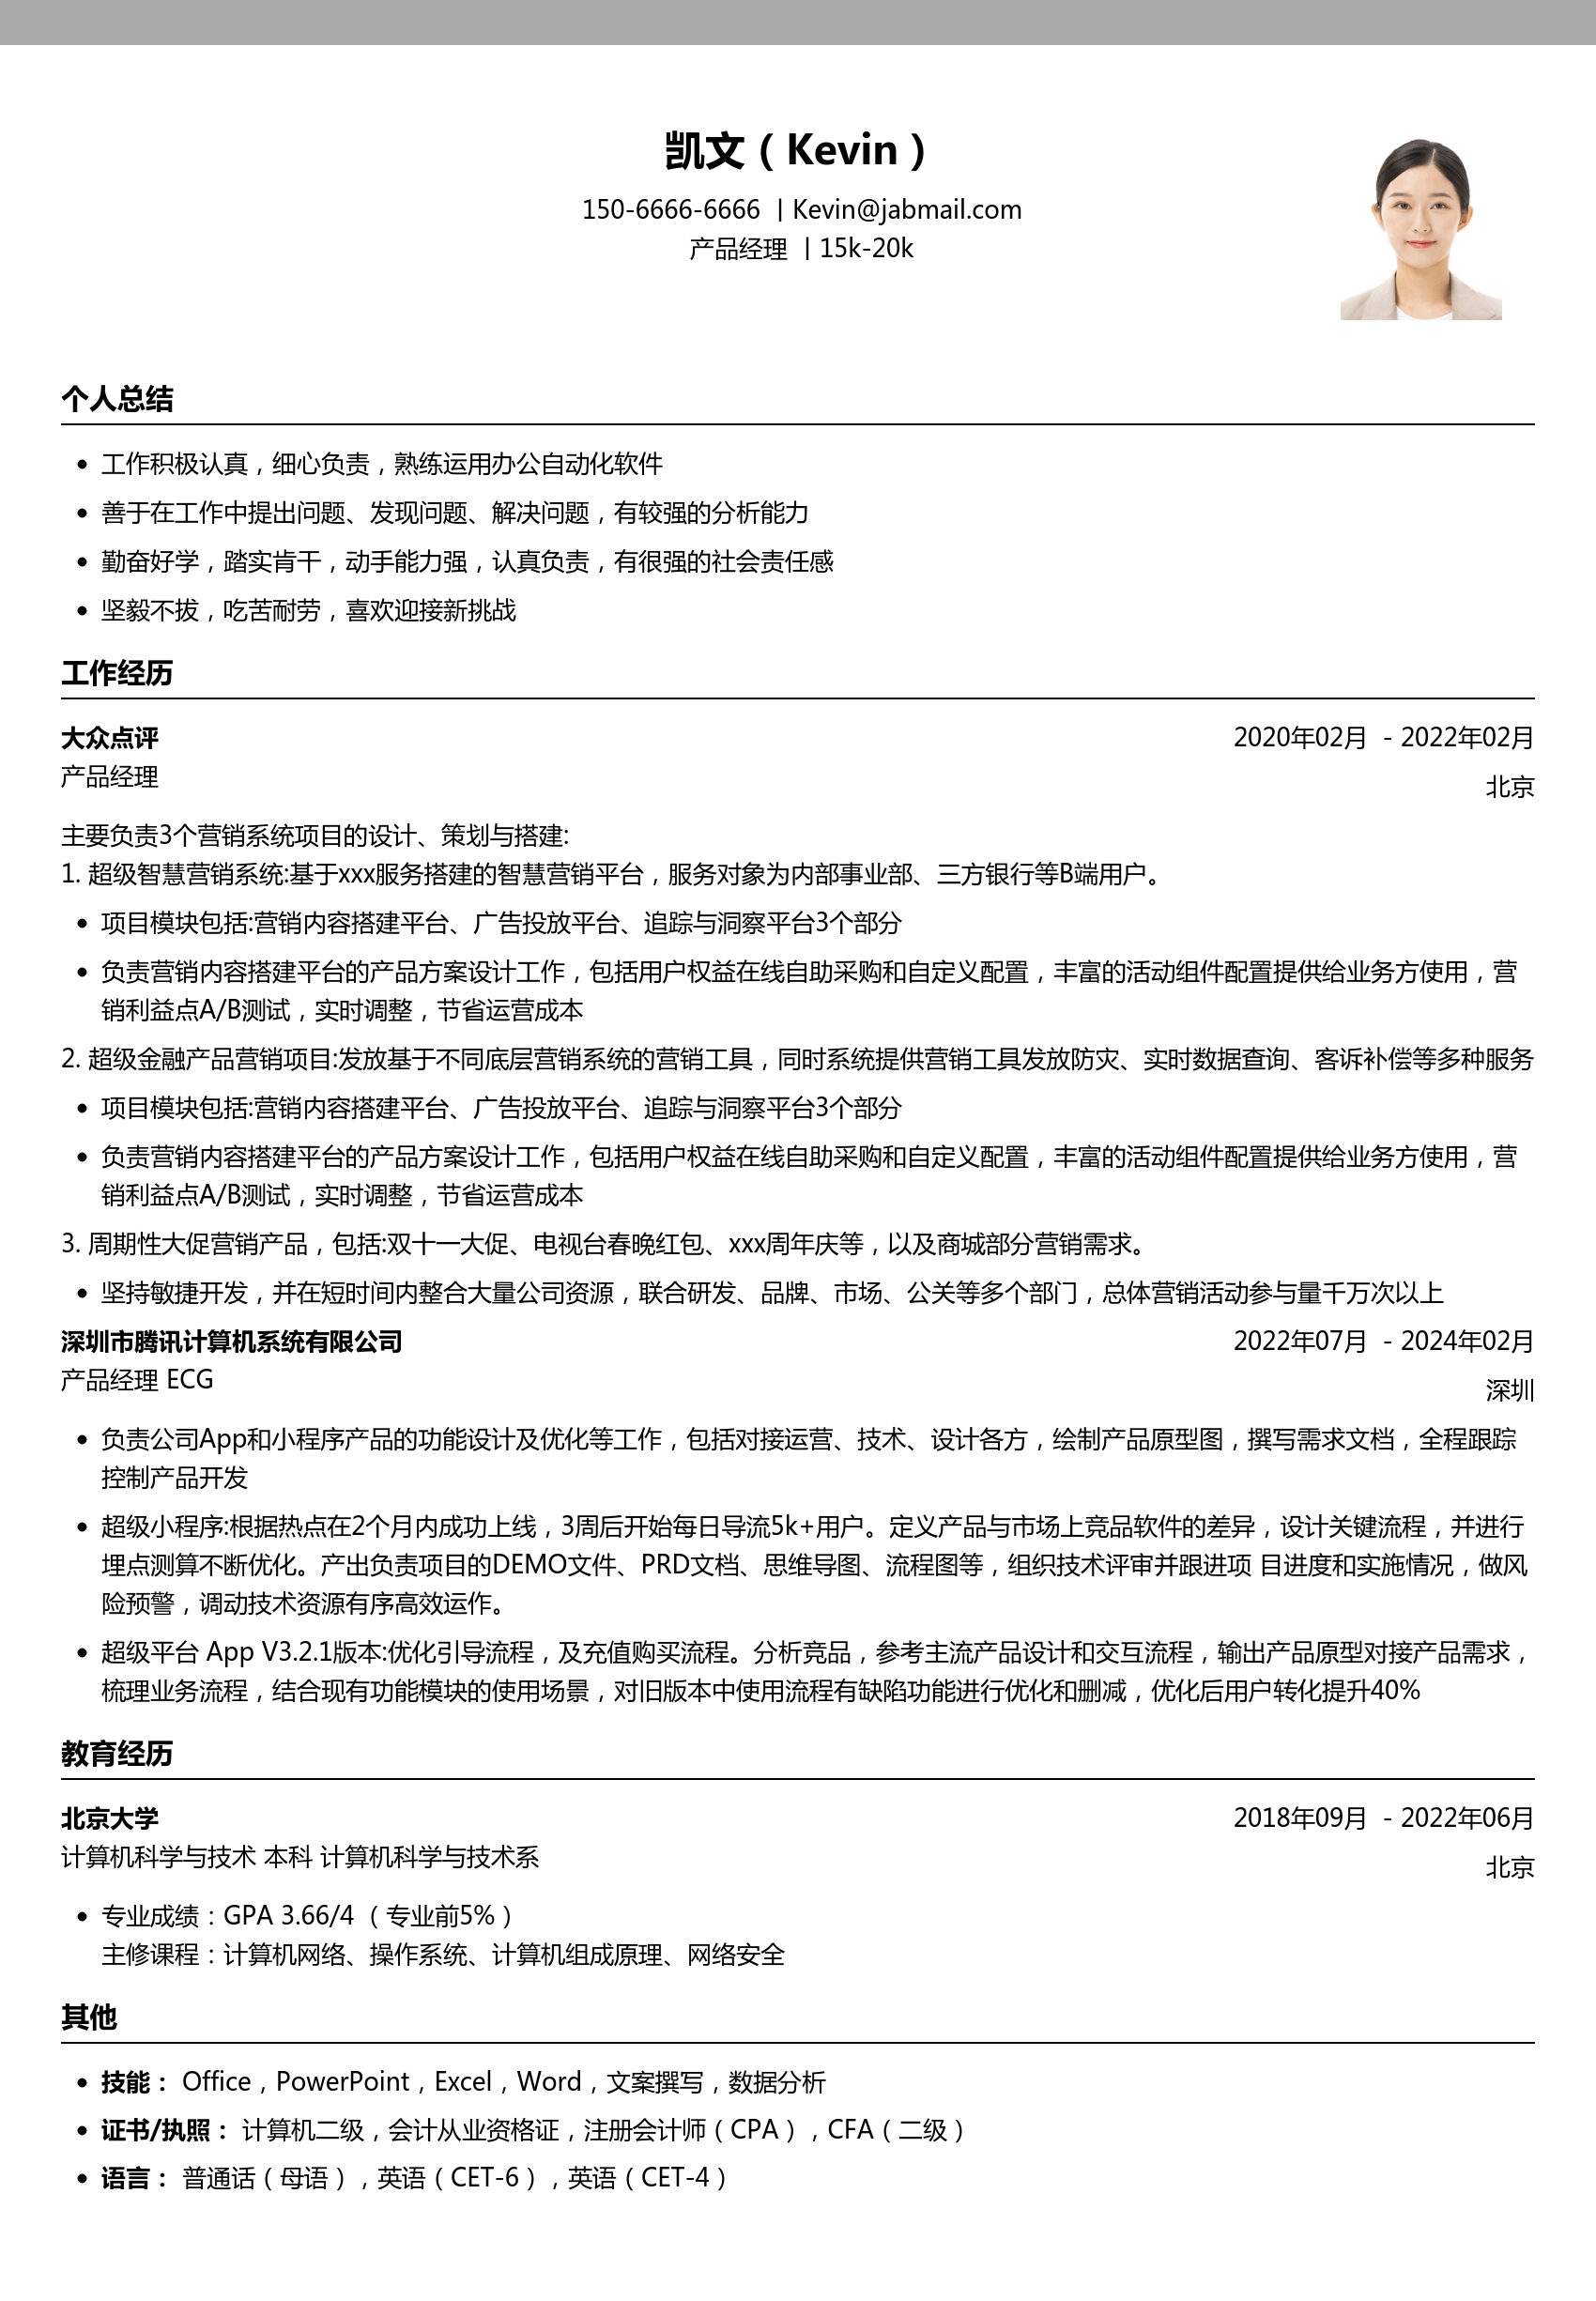 凯文（Kevin）
150-6666-6666 | Kevin@jabmail.com
产品经理 | 15k-20k
个人总结
• 工作积极认真，细心负责，熟练运用办公自动化软件
• 善于在工作中提出问题、发现问题、解决问题，有较强的分析能力
• 勤奋好学，踏实肯干，动手能力强，认真负责，有很强的社会责任感
• 坚毅不拔，吃苦耐劳，喜欢迎接新挑战
工作经历
大众点评 2020年02月 - 2022年02月
产品经理 北京
主要负责3个营销系统项目的设计、策划与搭建:
1. 超级智慧营销系统:基于xxx服务搭建的智慧营销平台，服务对象为内部事业部、三方银行等B端用户。
• 项目模块包括:营销内容搭建平台、广告投放平台、追踪与洞察平台3个部分
• 负责营销内容搭建平台的产品方案设计工作，包括用户权益在线自助采购和自定义配置，丰富的活动组件配置提供给业务方使用，营
销利益点A/B测试，实时调整，节省运营成本
2. 超级金融产品营销项目:发放基于不同底层营销系统的营销工具，同时系统提供营销工具发放防灾、实时数据查询、客诉补偿等多种服务
• 项目模块包括:营销内容搭建平台、广告投放平台、追踪与洞察平台3个部分
• 负责营销内容搭建平台的产品方案设计工作，包括用户权益在线自助采购和自定义配置，丰富的活动组件配置提供给业务方使用，营
销利益点A/B测试，实时调整，节省运营成本
3. 周期性大促营销产品，包括:双十一大促、电视台春晚红包、xxx周年庆等，以及商城部分营销需求。
• 坚持敏捷开发，并在短时间内整合大量公司资源，联合研发、品牌、市场、公关等多个部门，总体营销活动参与量千万次以上
深圳市腾讯计算机系统有限公司 2022年07月 - 2024年02月
产品经理 ECG 深圳
• 负责公司App和小程序产品的功能设计及优化等工作，包括对接运营、技术、设计各方，绘制产品原型图，撰写需求文档，全程跟踪
控制产品开发
• 超级小程序:根据热点在2个月内成功上线，3周后开始每日导流5k+用户。定义产品与市场上竞品软件的差异，设计关键流程，并进行
埋点测算不断优化。产出负责项目的DEMO文件、PRD文档、思维导图、流程图等，组织技术评审并跟进项 目进度和实施情况，做风
险预警，调动技术资源有序高效运作。
• 超级平台 App V3.2.1版本:优化引导流程，及充值购买流程。分析竞品，参考主流产品设计和交互流程，输出产品原型对接产品需求，
梳理业务流程，结合现有功能模块的使用场景，对旧版本中使用流程有缺陷功能进行优化和删减，优化后用户转化提升40%
教育经历
北京大学 2018年09月 - 2022年06月
计算机科学与技术 本科 计算机科学与技术系 北京
• 专业成绩：GPA 3.66/4 （专业前5%）
主修课程：计算机网络、操作系统、计算机组成原理、网络安全
其他
• 技能： Office，PowerPoint，Excel，Word，文案撰写，数据分析
• 证书/执照： 计算机二级，会计从业资格证，注册会计师（CPA），CFA（二级）
• 语言： 普通话（母语），英语（CET-6），英语（CET-4）